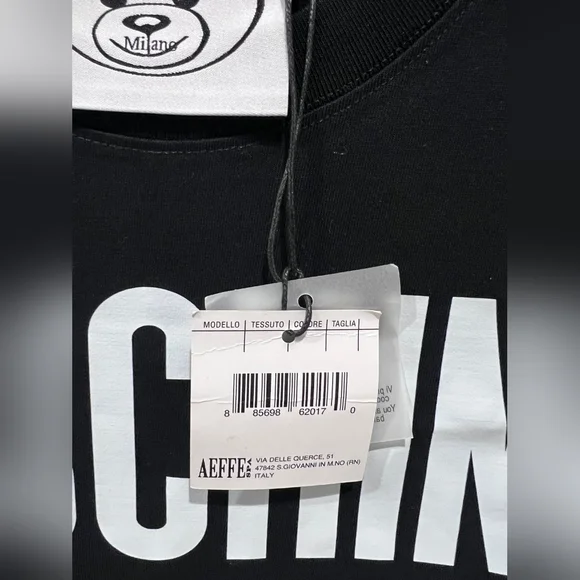 Milano
MODELLO TESSUTO COLORE TAGLIA
8 85698 62017 0
AEFFE SPA
VIA DELLE QUERCE, 51
47842 S.GIOVANNI IN M.NO (RN)
ITALY